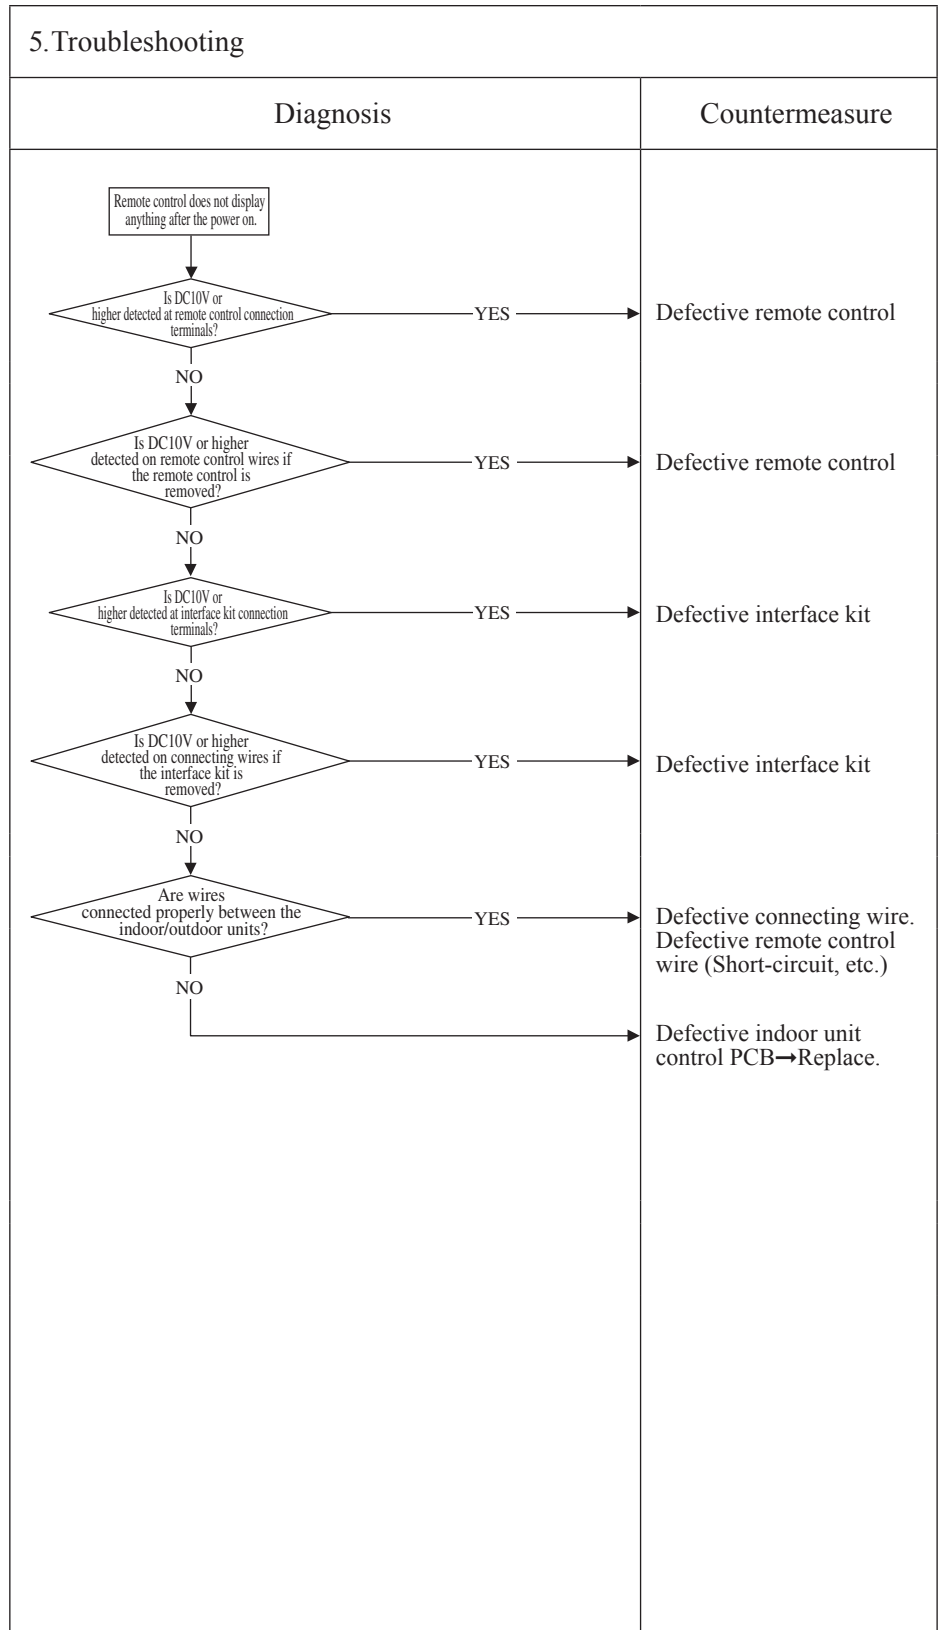 5.Troubleshooting
Diagnosis
Countermeasure
Remote control does not display
anything after the power on.
Is DC10V or
higher detected at remote control connection
terminals?
YES
Defective remote control
NO
Is DC10V or higher
detected on remote control wires if
the remote control is
removed?
YES
Defective remote control
NO
Is DC10V or
higher detected at interface kit connection
terminals?
YES
Defective interface kit
NO
Is DC10V or higher
detected on connecting wires if
the interface kit is
removed?
YES
Defective interface kit
NO
Are wires
connected properly between the
indoor/outdoor units?
YES
Defective connecting wire.
Defective remote control
wire (Short-circuit, etc.)
NO
Defective indoor unit
control PCB→Replace.